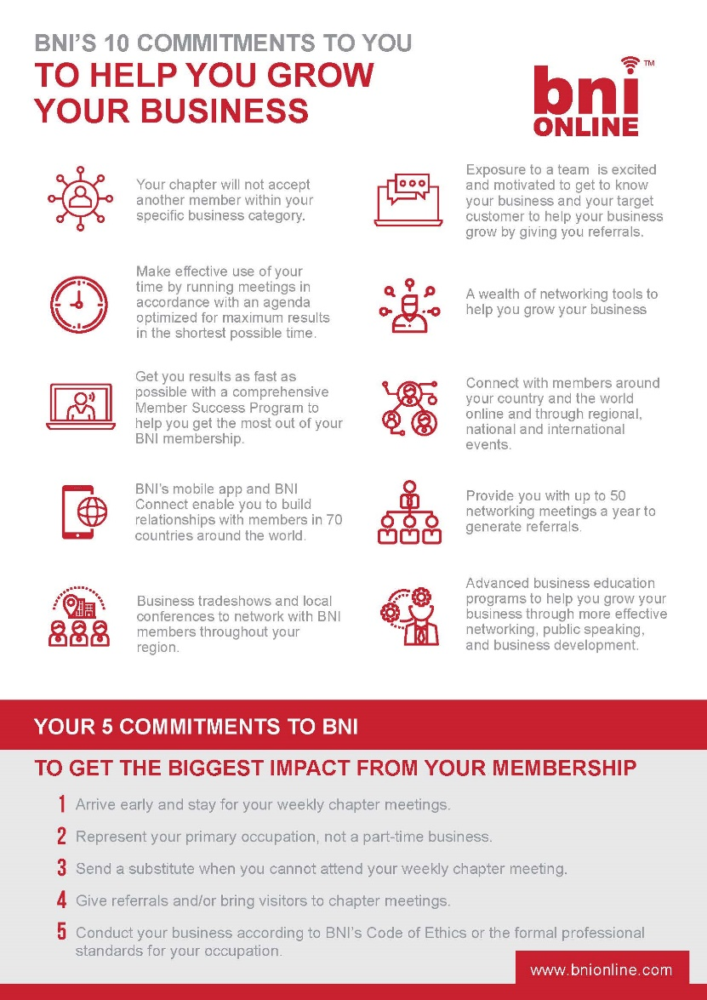 BNI'S 10 COMMITMENTS TO YOU
TO HELP YOU GROW
YOUR BUSINESS
bni TM
ONLINE
Your chapter will not accept
another member within your
specific business category.
Exposure to a team is excited
and motivated to get to know
your business and your target
customer to help your business
grow by giving you referrals.
Make effective use of your
time by running meetings in
accordance with an agenda
optimized for maximum results
in the shortest possible time.
A wealth of networking tools to
help you grow your business
Get you results as fast as
possible with a comprehensive
Member Success Program to
help you get the most out of your
BNI membership.
Connect with members around
your country and the world
online and through regional,
national and international
events.
BNI's mobile app and BNI
Connect enable you to build
relationships with members in 70
countries around the world.
Provide you with up to 50
networking meetings a year to
generate referrals.
Business tradeshows and local
conferences to network with BNI
members throughout your
region.
Advanced business education
programs to help you grow your
business through more effective
networking, public speaking,
and business development.
YOUR 5 COMMITMENTS TO BNI
TO GET THE BIGGEST IMPACT FROM YOUR MEMBERSHIP
1 Arrive early and stay for your weekly chapter meetings.
2 Represent your primary occupation, not a part-time business.
3 Send a substitute when you cannot attend your weekly chapter meeting.
4 Give referrals and/or bring visitors to chapter meetings.
5 Conduct your business according to BNI's Code of Ethics or the formal professional
standards for your occupation.
www.bnionline.com